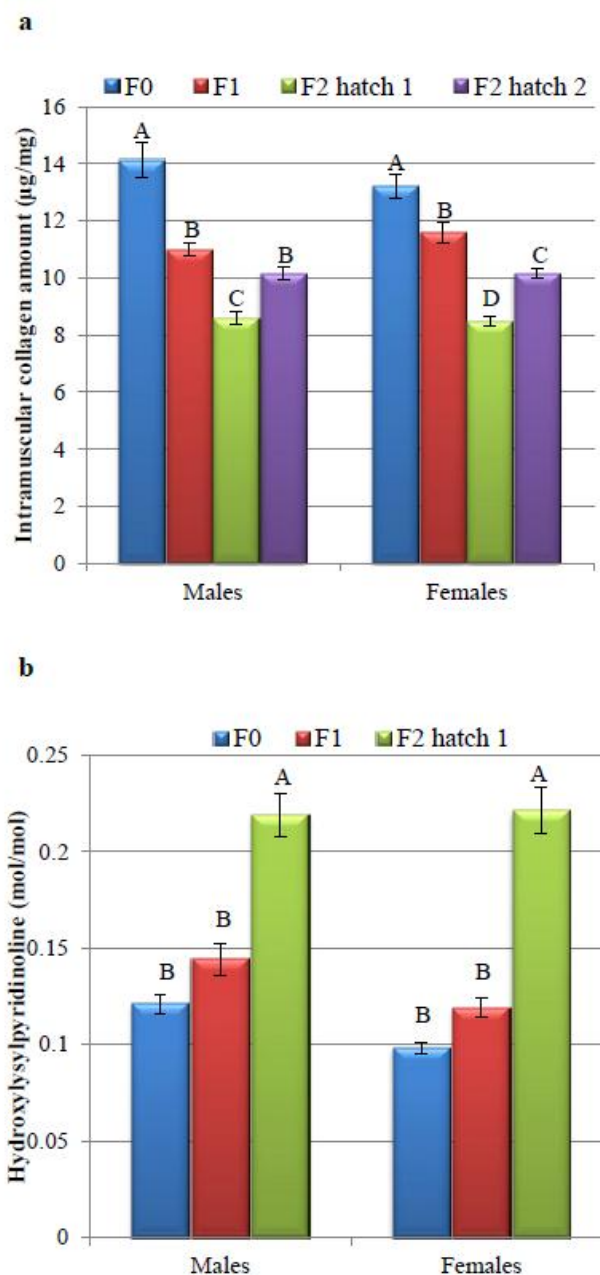 a
F0 F1 F2 hatch 1 F2 hatch 2
Intramuscular collagen amount (µg/mg)
16
14
12
10
8
6
4
2
0
A
B
C
B
A
B
D
C
Males Females
b
F0 F1 F2 hatch 1
Hydroxylysylpyridinoline (mol/mol)
0.25
0.2
0.15
0.1
0.05
0
B
B
A
B
B
A
Males Females